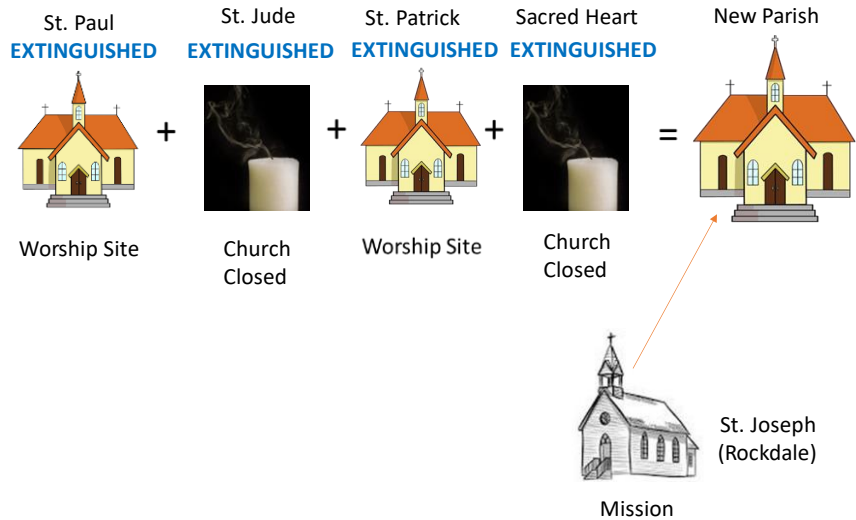 St. Paul
EXTINGUISHED
St. Jude
EXTINGUISHED
St. Patrick
EXTINGUISHED
Sacred Heart
EXTINGUISHED
New Parish
+
+
+
=
Worship Site
Church
Closed
Worship Site
Church
Closed
St. Joseph
(Rockdale)
Mission